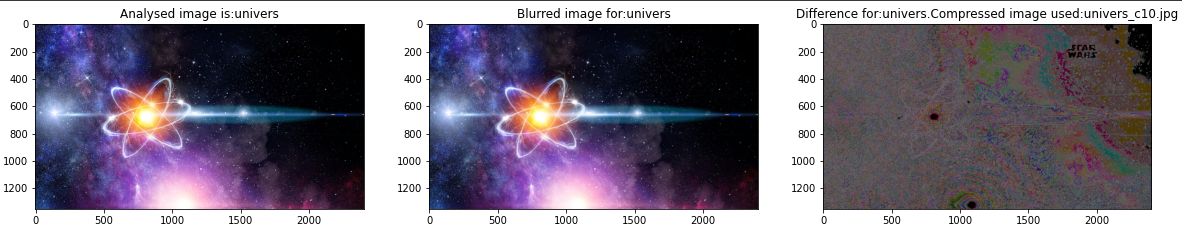 Analysed image is:univers
Blurred image for:univers
Difference for:univers.Compressed image used:univers_c10.jpg
0
200
400
600
800
1000
1200
0 500 1000 1500 2000
0
200
400
600
800
1000
1200
0 500 1000 1500 2000
0
200
400
600
800
1000
1200
0 500 1000 1500 2000
STAR
WARS